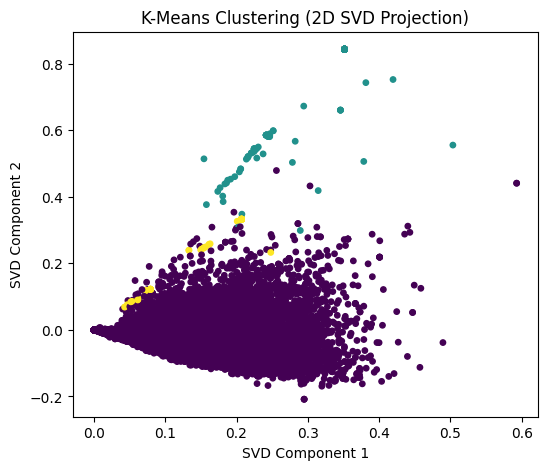 K-Means Clustering (2D SVD Projection)
SVD Component 2
0.8
0.6
0.4
0.2
0.0
−0.2
0.0 0.1 0.2 0.3 0.4 0.5 0.6
SVD Component 1